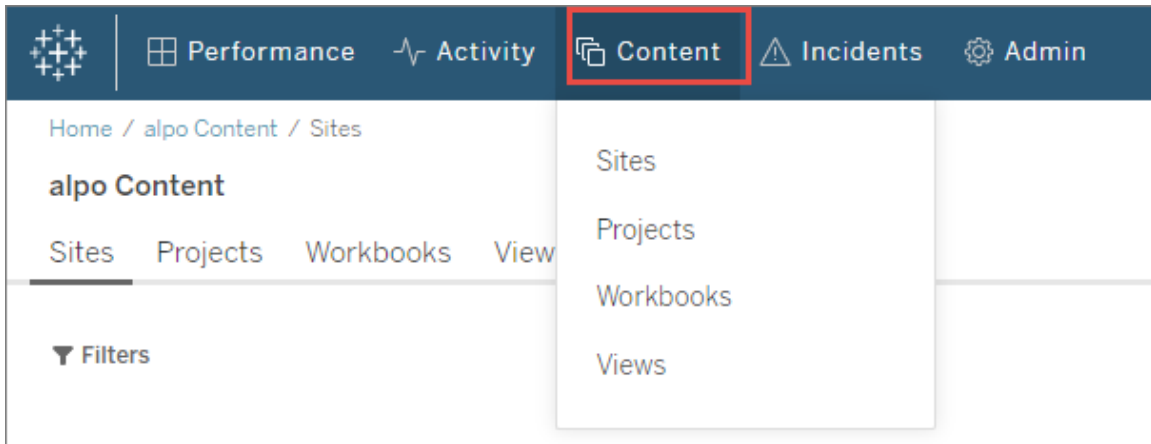 Performance Activity Content Incidents Admin
Home / alpo Content / Sites
alpo Content
Sites Projects Workbooks View
Filters
Sites
Projects
Workbooks
Views